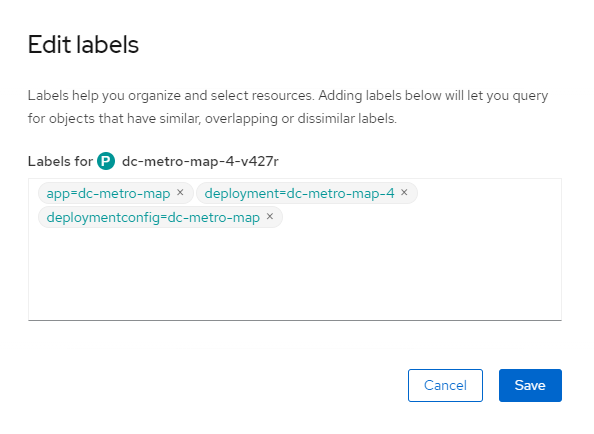 Edit labels
Labels help you organize and select resources. Adding labels below will let you query
for objects that have similar, overlapping or dissimilar labels.
Labels for P dc-metro-map-4-v427r
app=dc-metro-map × deployment=dc-metro-map-4 ×
deploymentconfig=dc-metro-map ×
Cancel Save